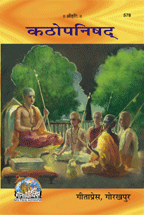 ॥ श्रीहरिः ॥
578
कठोपनिषद्
गीताप्रेस, गोरखपुर